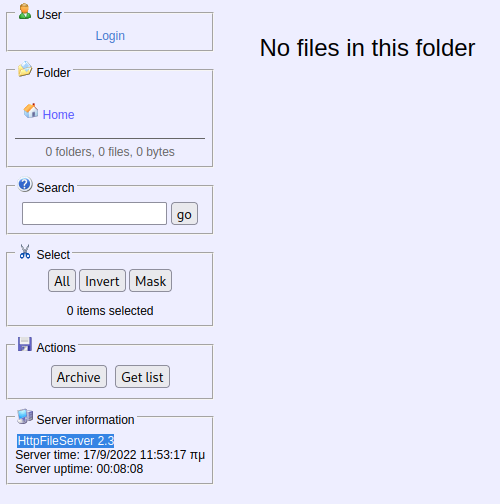 User
Login
No files in this folder
Folder
Home
0 folders, 0 files, 0 bytes
Search
go
Select
All Invert Mask
0 items selected
Actions
Archive Get list
Server information
HttpFileServer 2.3
Server time: 17/9/2022 11:53:17 πμ
Server uptime: 00:08:08